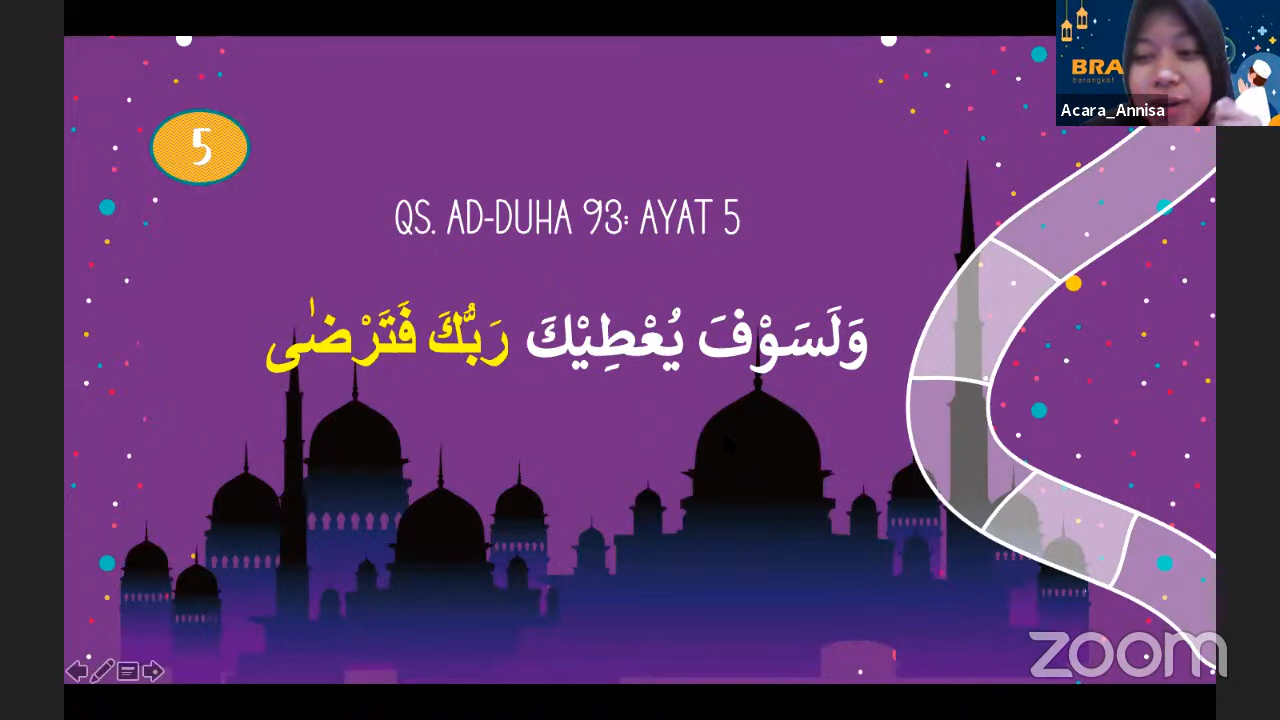 BRA
Acara_Annisa
5
QS. AD-DUHA 93: AYAT 5
وَلَسَوْفَ يُعْطِيْكَ رَبُّكَ فَتَرْضٰى
zoom